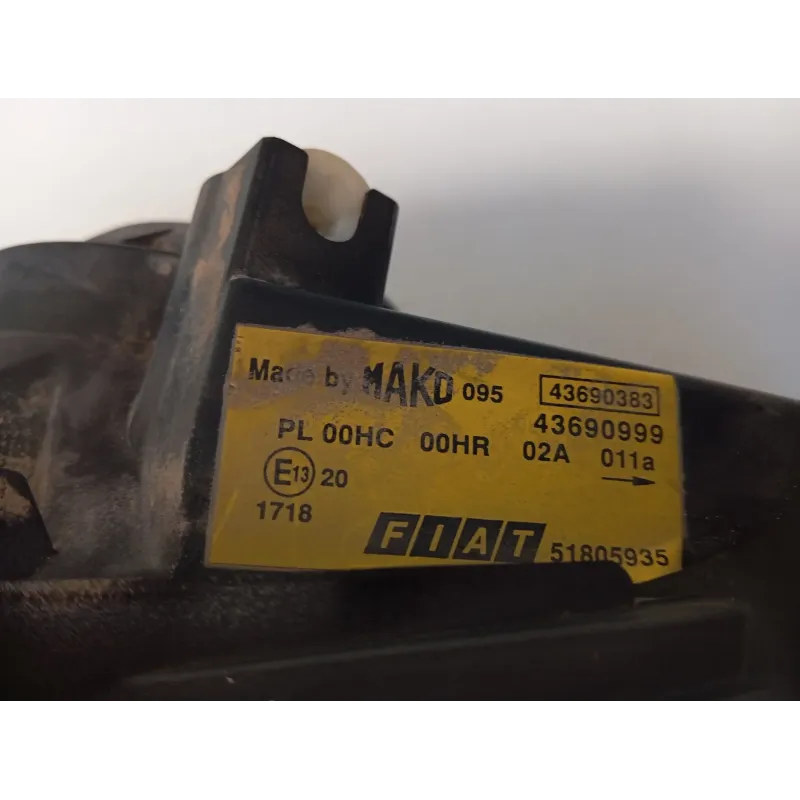 Made by MAKO 095 43690383
43690999
PL 00HC 00HR 02A 011a
E13 20
1718
FIAT 51805935